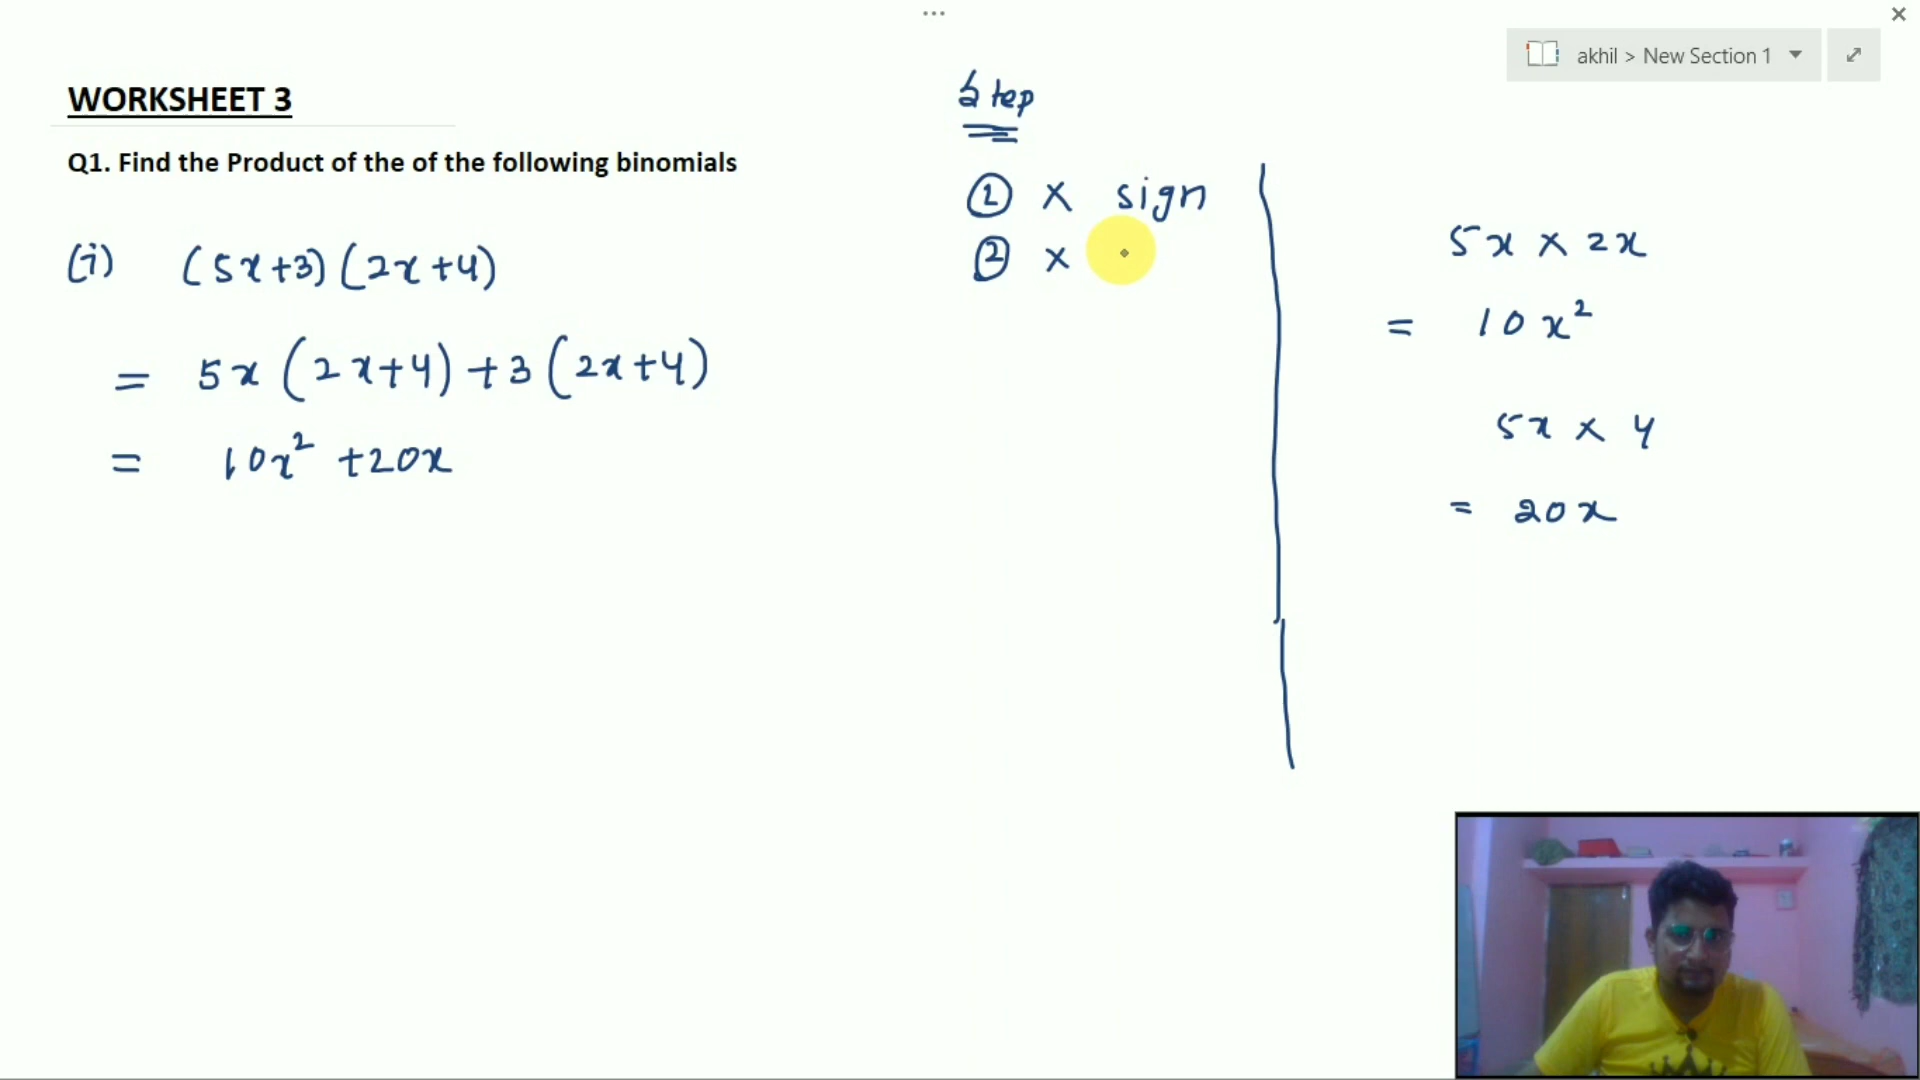 akhil > New Section 1
WORKSHEET 3
Q1. Find the Product of the of the following binomials
(i) (5x+3)(2x+4)
= 5x(2x+4)+3(2x+4)
= 10x² +20x
Step
① × sign
② ×
5x × 2x
= 10x²
5x × 4
= 20x